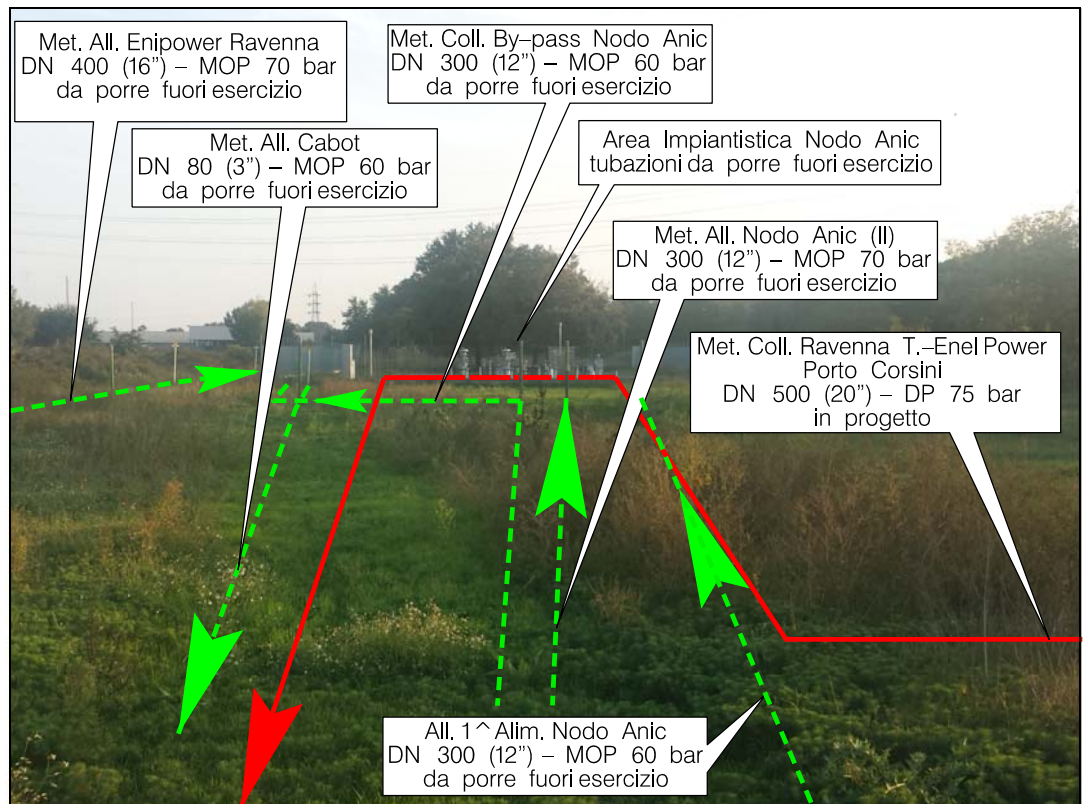 Met. All. Enipower Ravenna
DN 400 (16") – MOP 70 bar
da porre fuori esercizio
Met. Coll. By–pass Nodo Anic
DN 300 (12") – MOP 60 bar
da porre fuori esercizio
Met. All. Cabot
DN 80 (3") – MOP 60 bar
da porre fuori esercizio
Area Impiantistica Nodo Anic
tubazioni da porre fuori esercizio
Met. All. Nodo Anic (II)
DN 300 (12") – MOP 70 bar
da porre fuori esercizio
Met. Coll. Ravenna T.–Enel Power
Porto Corsini
DN 500 (20") – DP 75 bar
in progetto
All. 1^ Alim. Nodo Anic
DN 300 (12") – MOP 60 bar
da porre fuori esercizio